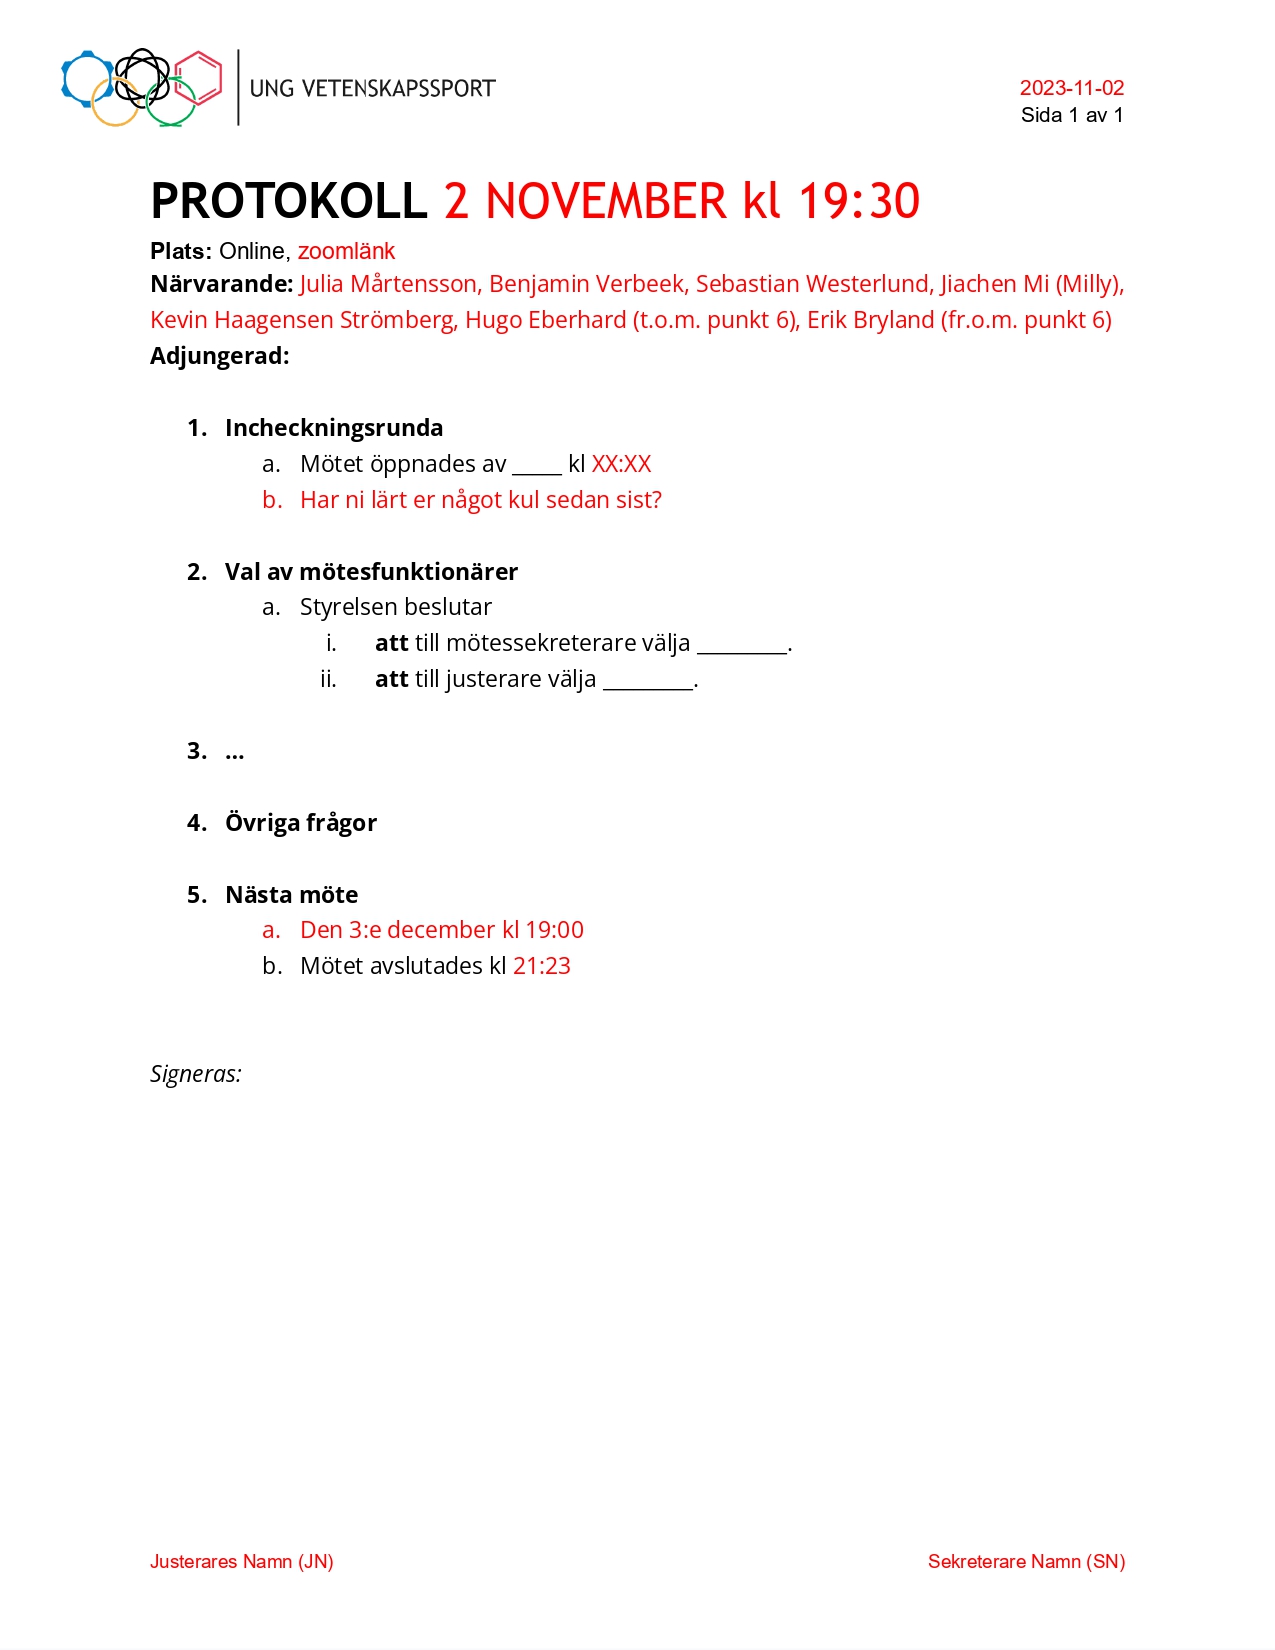 UNG VETENSKAPSSPORT
2023-11-02
Sida 1 av 1
PROTOKOLL 2 NOVEMBER kl 19:30
Plats: Online, zoomlänk
Närvarande: Julia Mårtensson, Benjamin Verbeek, Sebastian Westerlund, Jiachen Mi (Milly),
Kevin Haagensen Strömberg, Hugo Eberhard (t.o.m. punkt 6), Erik Bryland (fr.o.m. punkt 6)
Adjungerad:
1. Incheckningsrunda
a. Mötet öppnades av _____ kl XX:XX
b. Har ni lärt er något kul sedan sist?
2. Val av mötesfunktionärer
a. Styrelsen beslutar
i. att till mötessekreterare välja _________.
ii. att till justerare välja _________.
3. ...
4. Övriga frågor
5. Nästa möte
a. Den 3:e december kl 19:00
b. Mötet avslutades kl 21:23
Signeras:
Justerares Namn (JN)
Sekreterare Namn (SN)